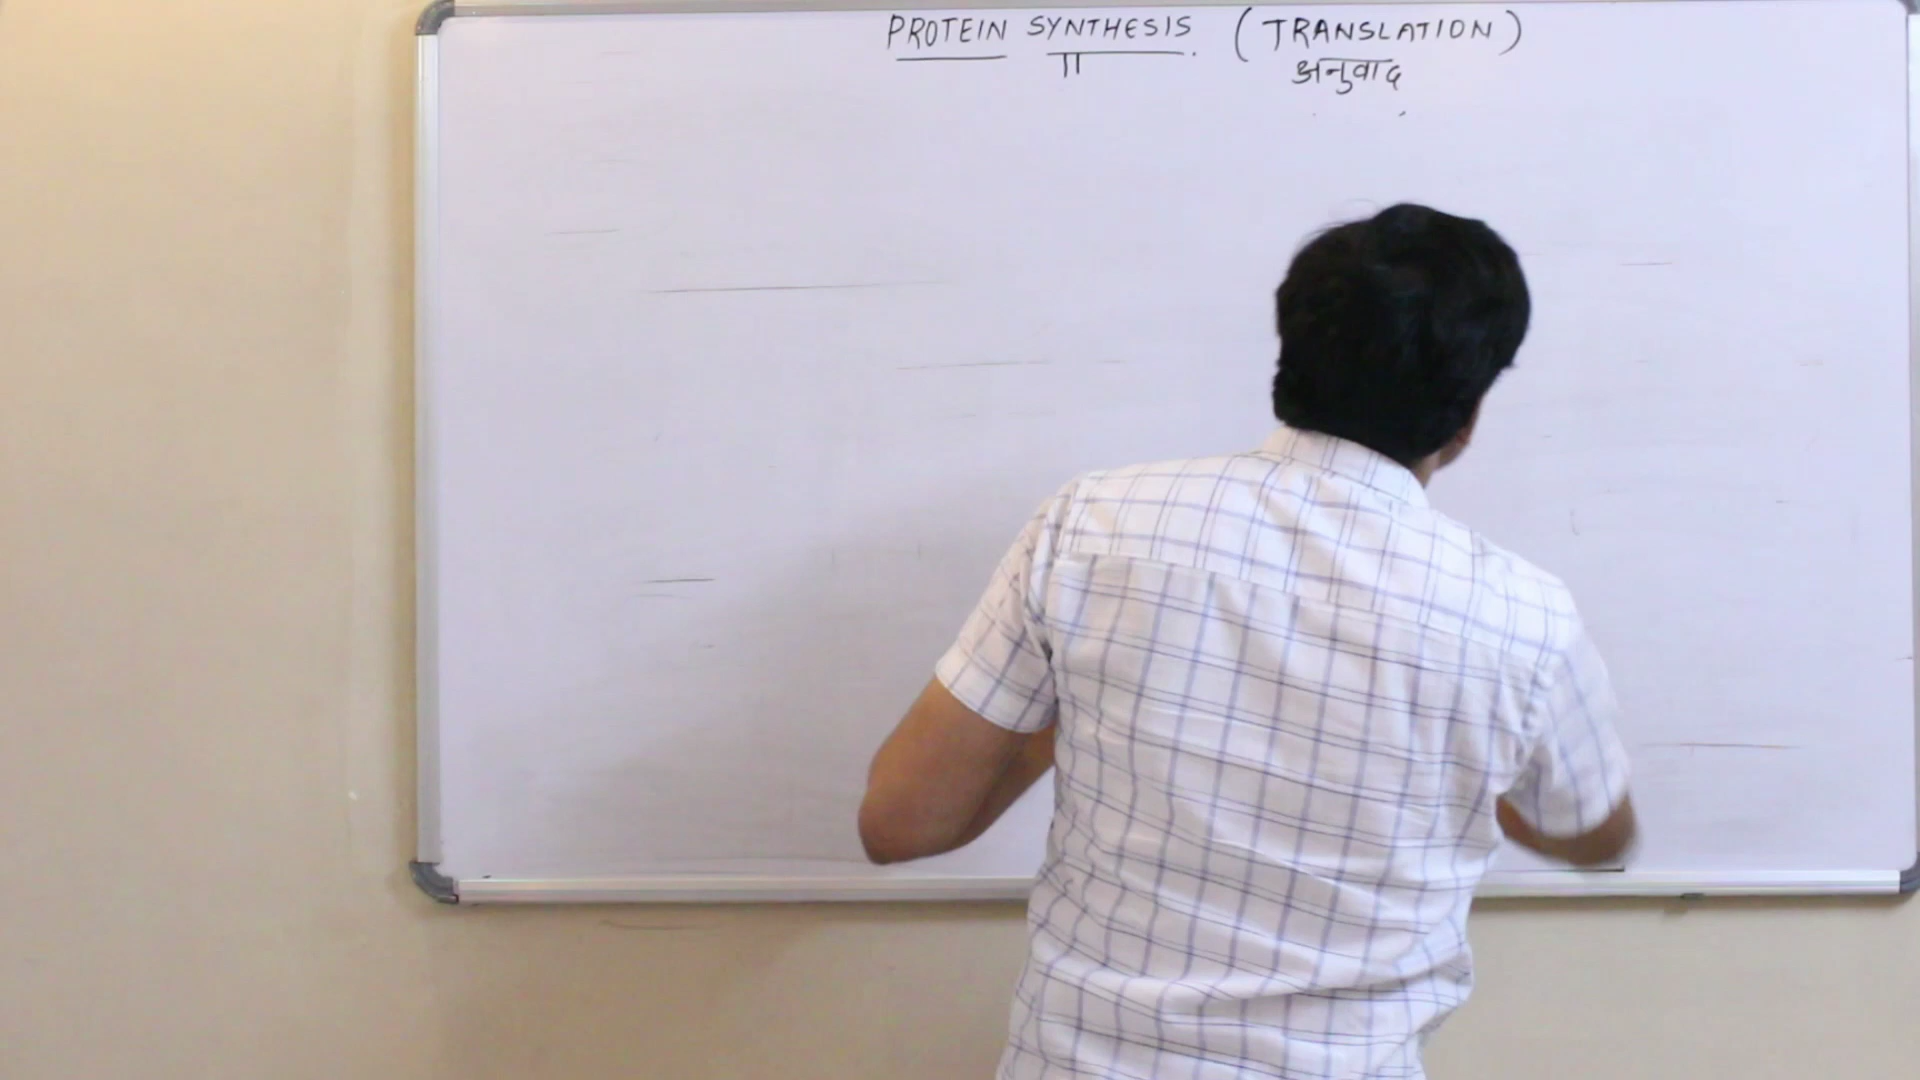 PROTEIN SYNTHESIS (TRANSLATION)
अनुवाद